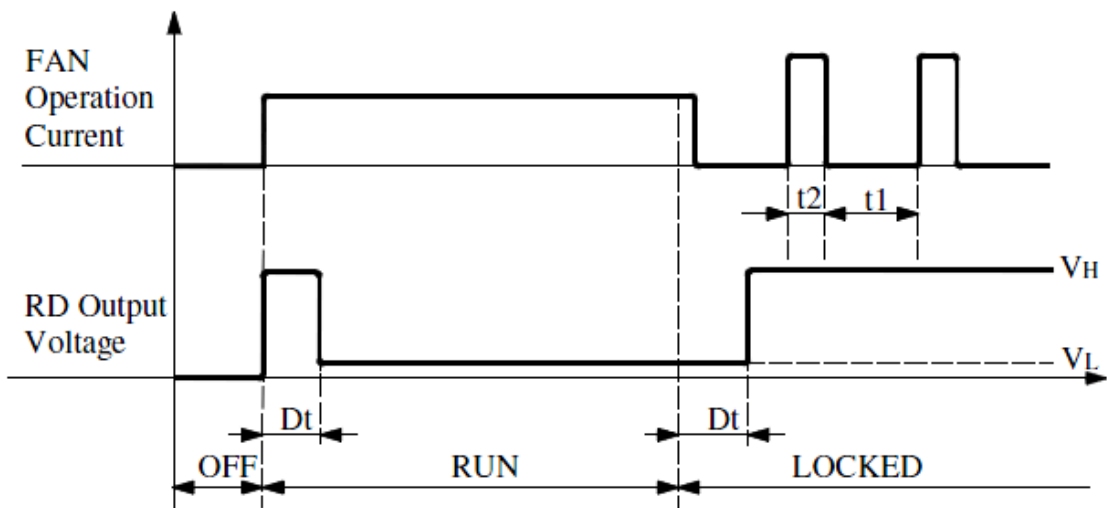 FAN
Operation
Current
t2
t1
RD Output
Voltage
VH
VL
Dt
Dt
OFF
RUN
LOCKED